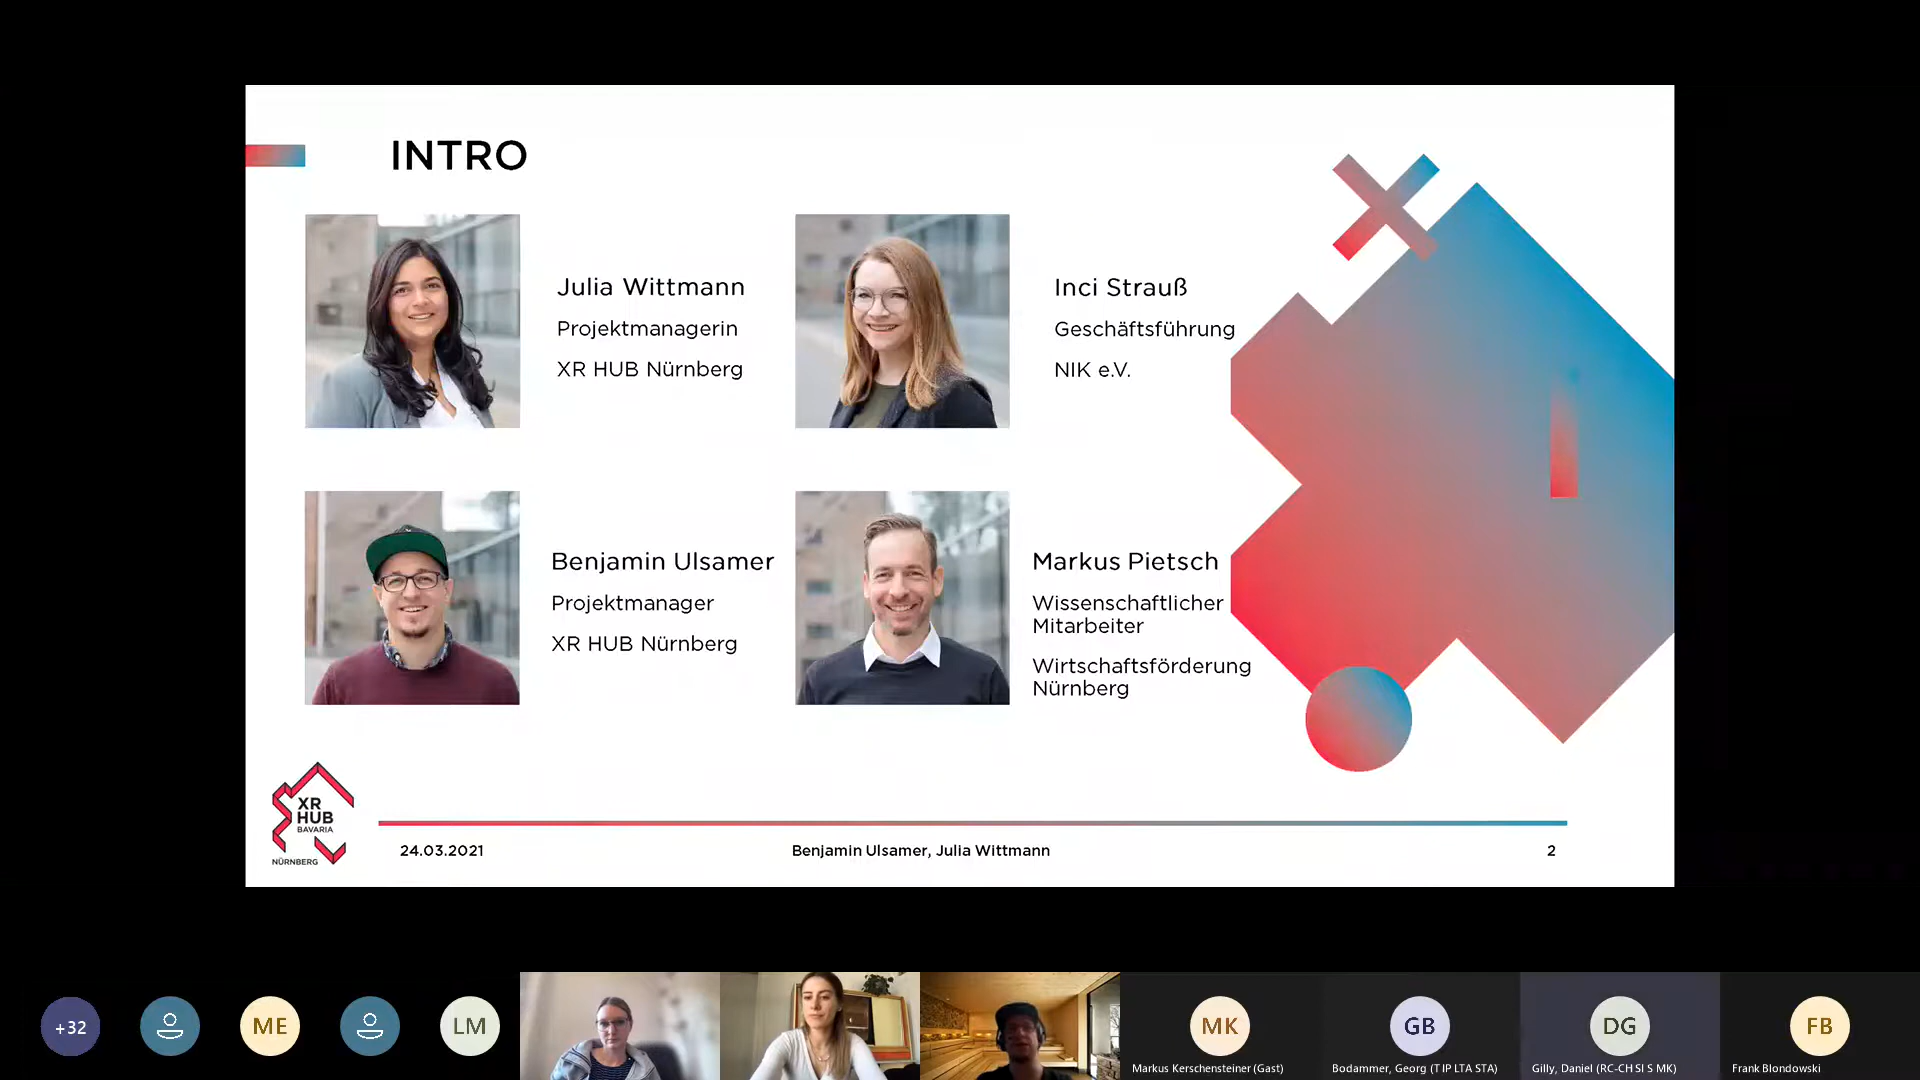 INTRO
Julia Wittmann
Projektmanagerin
XR HUB Nürnberg
Inci Strauß
Geschäftsführung
NIK e.V.
Benjamin Ulsamer
Projektmanager
XR HUB Nürnberg
Markus Pietsch
Wissenschaftlicher
Mitarbeiter
Wirtschaftsförderung
Nürnberg
XR
HUB
BAVARIA
NÜRNBERG
24.03.2021
Benjamin Ulsamer, Julia Wittmann
2
+32
ME
LM
MK
GB
DG
FB
Markus Kerschensteiner (Gast)
Bodammer, Georg (T IP LTA STA)
Gilly, Daniel (RC-CH SI S MK)
Frank Blondowski